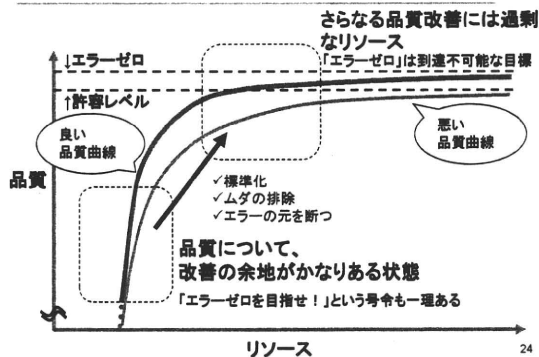 さらなる品質改善には過剰
なリソース
「エラーゼロ」は到達不可能な目標
↓エラーゼロ
↑許容レベル
良い
品質曲線
悪い
品質曲線
品質
✓標準化
✓ムダの排除
✓エラーの元を断つ
品質について、
改善の余地がかなりある状態
「エラーゼロを目指せ!」という号令も一理ある
リソース
24